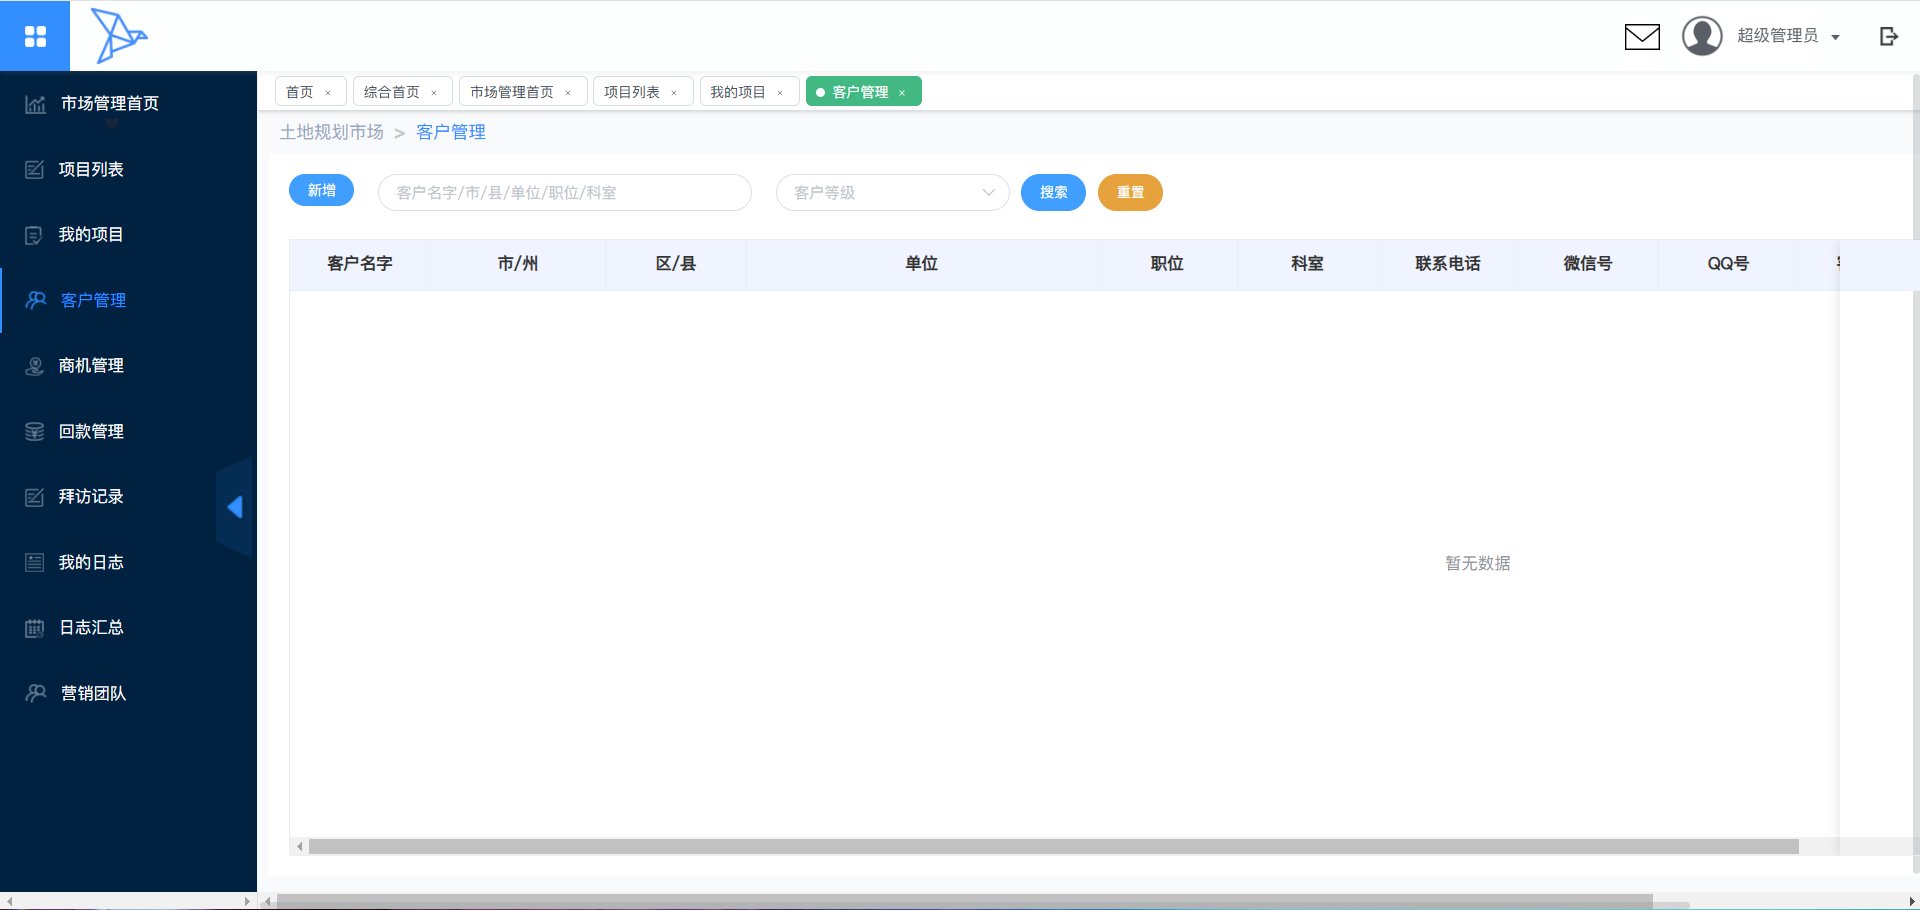 超级管理员
市场管理首页
项目列表
我的项目
客户管理
商机管理
回款管理
拜访记录
我的日志
日志汇总
营销团队
首页 × 综合首页 × 市场管理首页 × 项目列表 × 我的项目 × 客户管理 ×
土地规划市场 > 客户管理
新增 客户名字/市/县/单位/职位/科室 客户等级 搜索 重置
客户名字 市/州 区/县 单位 职位 科室 联系电话 微信号 QQ号
暂无数据